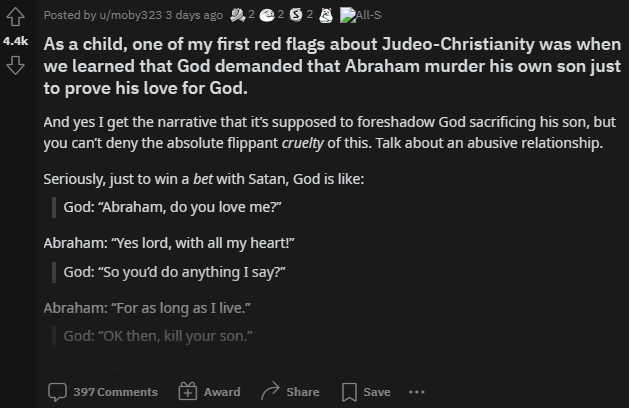 Posted by u/moby323 3 days ago 2 2 2 All-S
4.4k
As a child, one of my first red flags about Judeo-Christianity was when
we learned that God demanded that Abraham murder his own son just
to prove his love for God.
And yes I get the narrative that it's supposed to foreshadow God sacrificing his son, but
you can't deny the absolute flippant cruelty of this. Talk about an abusive relationship.
Seriously, just to win a bet with Satan, God is like:
God: “Abraham, do you love me?”
Abraham: “Yes lord, with all my heart!”
God: “So you'd do anything I say?”
Abraham: “For as long as I live.”
God: “OK then, kill your son.”
397 Comments Award Share Save